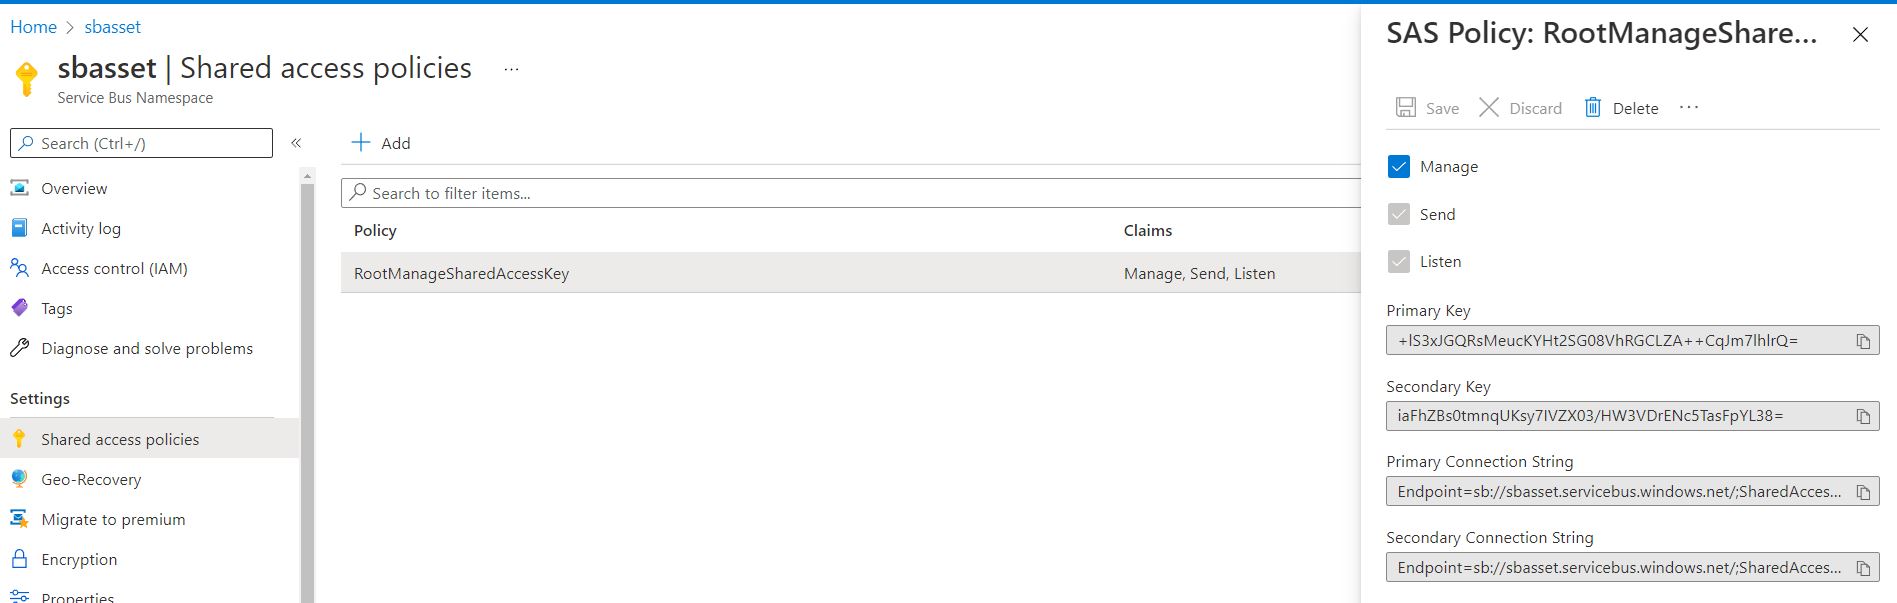 Home > sbasset
sbasset | Shared access policies ...
Service Bus Namespace
Search (Ctrl+/)
«
Overview
Activity log
Access control (IAM)
Tags
Diagnose and solve problems
Settings
Shared access policies
Geo-Recovery
Migrate to premium
Encryption
Properties
Add
Search to filter items...
Policy Claims
RootManageSharedAccessKey Manage, Send, Listen
SAS Policy: RootManageShare...
Save Discard Delete ...
Manage
Send
Listen
Primary Key
+lS3xJGQRsMeucKYHt2SG08VhRGCLZA++CqJm7lhlrQ=
Secondary Key
iaFhZBs0tmnqUKsy7IVZX03/HW3VDrENc5TasFpYL38=
Primary Connection String
Endpoint=sb://sbasset.servicebus.windows.net/;SharedAcces...
Secondary Connection String
Endpoint=sb://sbasset.servicebus.windows.net/;SharedAcces...